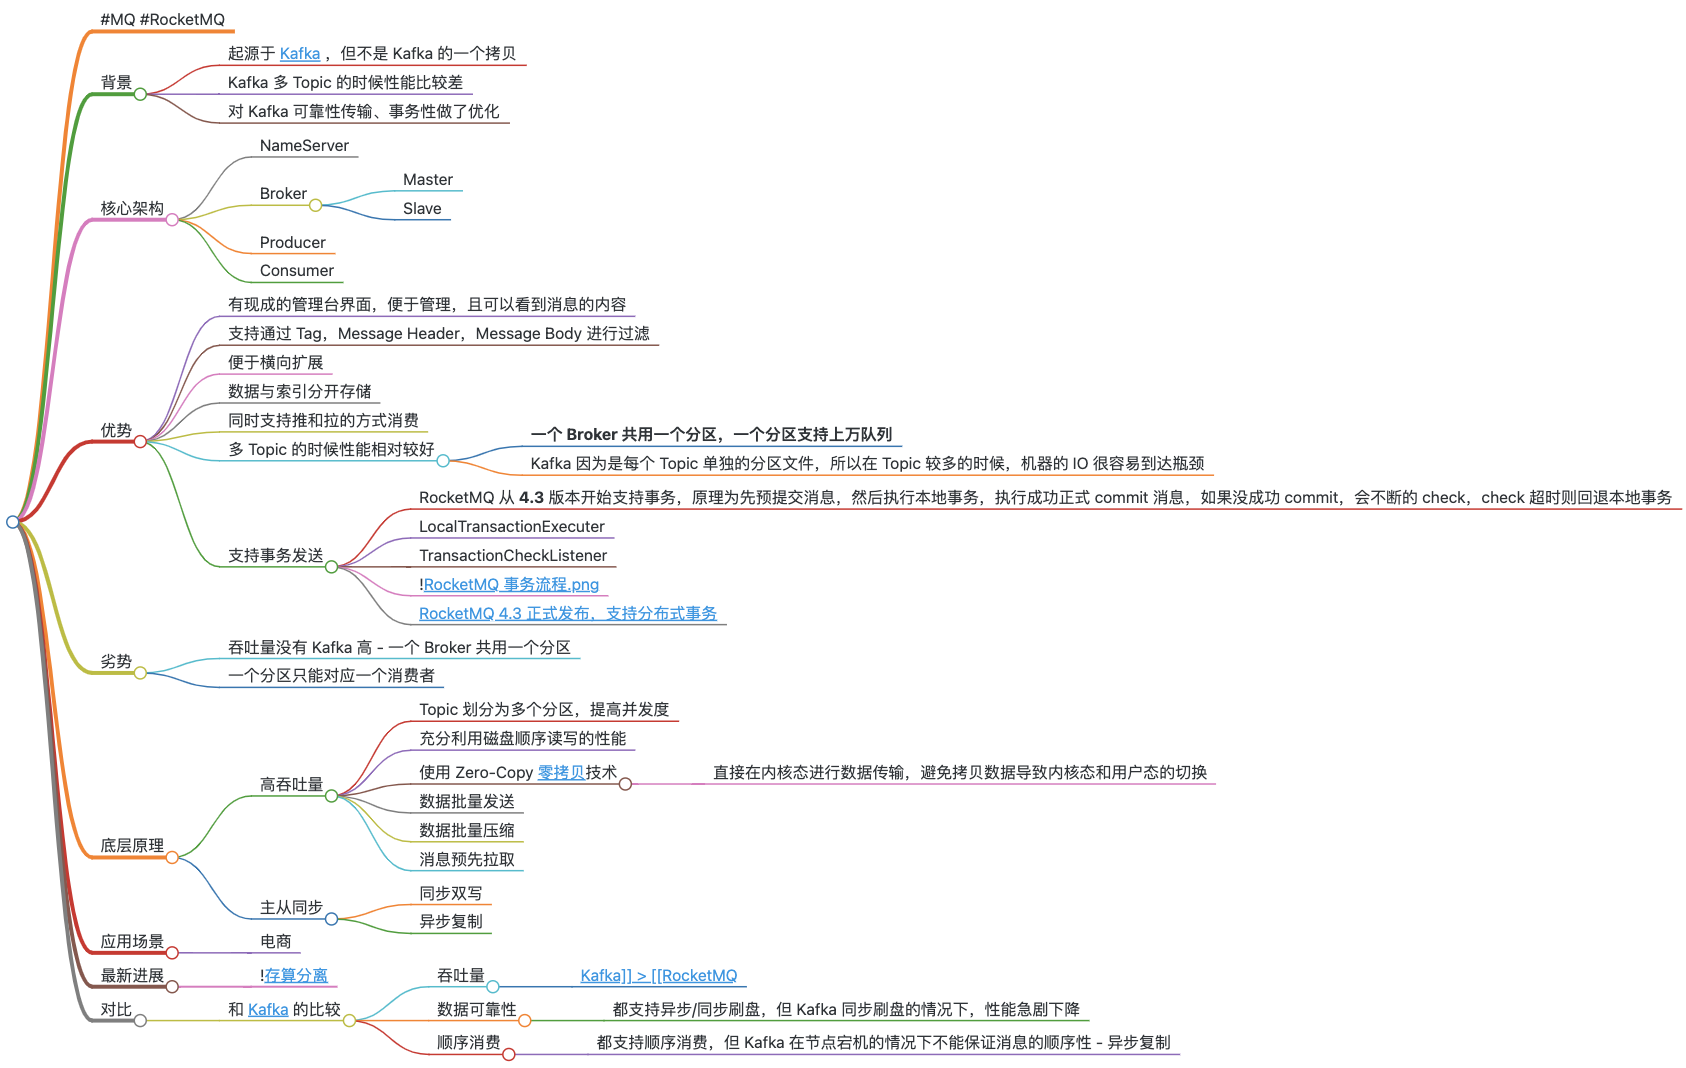 #MQ #RocketMQ
背景
起源于 Kafka ，但不是 Kafka 的一个拷贝
Kafka 多 Topic 的时候性能比较差
对 Kafka 可靠性传输、事务性做了优化
核心架构
NameServer
Broker
Master
Slave
Producer
Consumer
优势
有现成的管理台界面，便于管理，且可以看到消息的内容
支持通过 Tag，Message Header，Message Body 进行过滤
便于横向扩展
数据与索引分开存储
同时支持推和拉的方式消费
多 Topic 的时候性能相对较好
一个 Broker 共用一个分区，一个分区支持上万队列
Kafka 因为是每个 Topic 单独的分区文件，所以在 Topic 较多的时候，机器的 IO 很容易到达瓶颈
支持事务发送
RocketMQ 从 4.3 版本开始支持事务，原理为先预提交消息，然后执行本地事务，执行成功正式 commit 消息，如果没成功 commit，会不断的 check，check 超时则回退本地事务
LocalTransactionExecuter
TransactionCheckListener
!RocketMQ 事务流程.png
RocketMQ 4.3 正式发布，支持分布式事务
劣势
吞吐量没有 Kafka 高 - 一个 Broker 共用一个分区
一个分区只能对应一个消费者
底层原理
高吞吐量
Topic 划分为多个分区，提高并发度
充分利用磁盘顺序读写的性能
使用 Zero-Copy 零拷贝技术
直接在内核态进行数据传输，避免拷贝数据导致内核态和用户态的切换
数据批量发送
数据批量压缩
消息预先拉取
主从同步
同步双写
异步复制
应用场景
电商
最新进展
!存算分离
对比
和 Kafka 的比较
吞吐量
Kafka]] > [[RocketMQ
数据可靠性
都支持异步/同步刷盘，但 Kafka 同步刷盘的情况下，性能急剧下降
顺序消费
都支持顺序消费，但 Kafka 在节点宕机的情况下不能保证消息的顺序性 - 异步复制